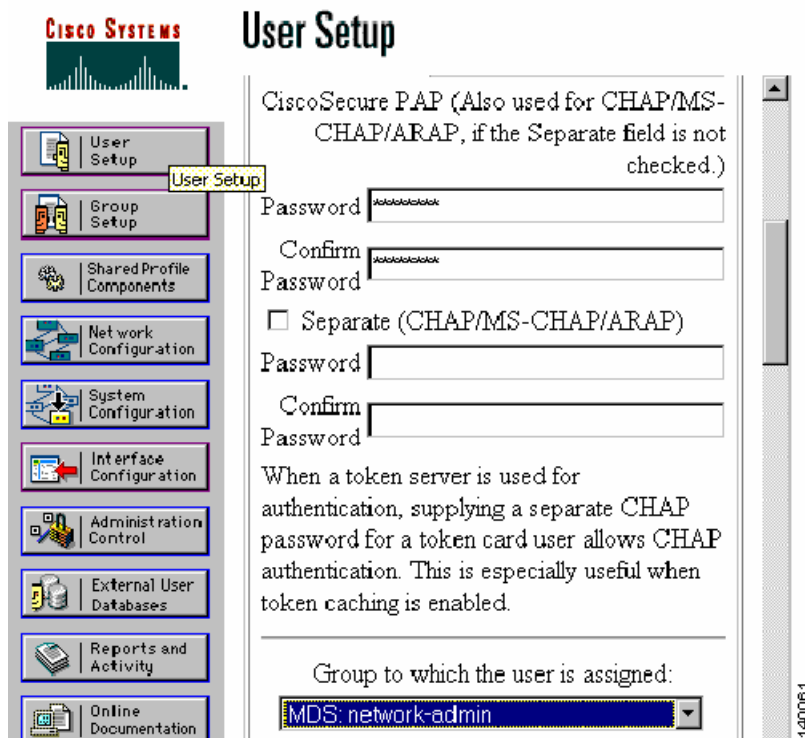 CISCO SYSTEMS
User Setup
User
Setup
User Setup
Group
Setup
Shared Profile
Components
Network
Configuration
System
Configuration
Interface
Configuration
Administration
Control
External User
Databases
Reports and
Activity
Online
Documentation
CiscoSecure PAP (Also used for CHAP/MS-
CHAP/ARAP, if the Separate field is not
checked.)
Password *********
Confirm
Password *********
Separate (CHAP/MS-CHAP/ARAP)
Password
Confirm
Password
When a token server is used for
authentication, supplying a separate CHAP
password for a token card user allows CHAP
authentication. This is especially useful when
token caching is enabled.
Group to which the user is assigned:
MDS: network-admin
140061